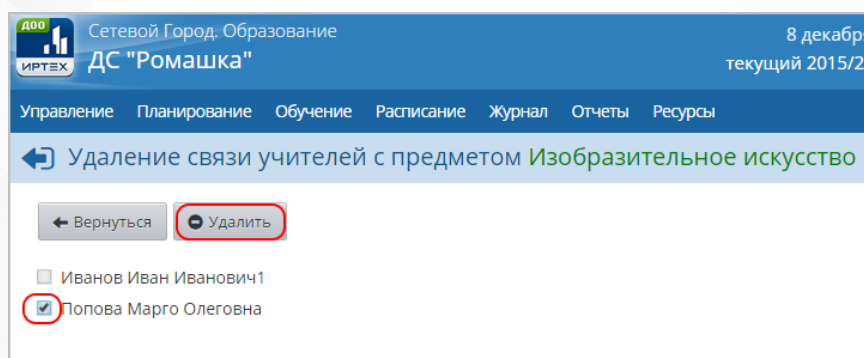 ДОО
ИРТЕХ
Сетевой Город. Образование
ДС "Ромашка"
8 декабря
текущий 2015/2
Управление Планирование Обучение Расписание Журнал Отчеты Ресурсы
Удаление связи учителей с предметом Изобразительное искусство
Вернуться Удалить
Иванов Иван Иванович1
Попова Марго Олеговна